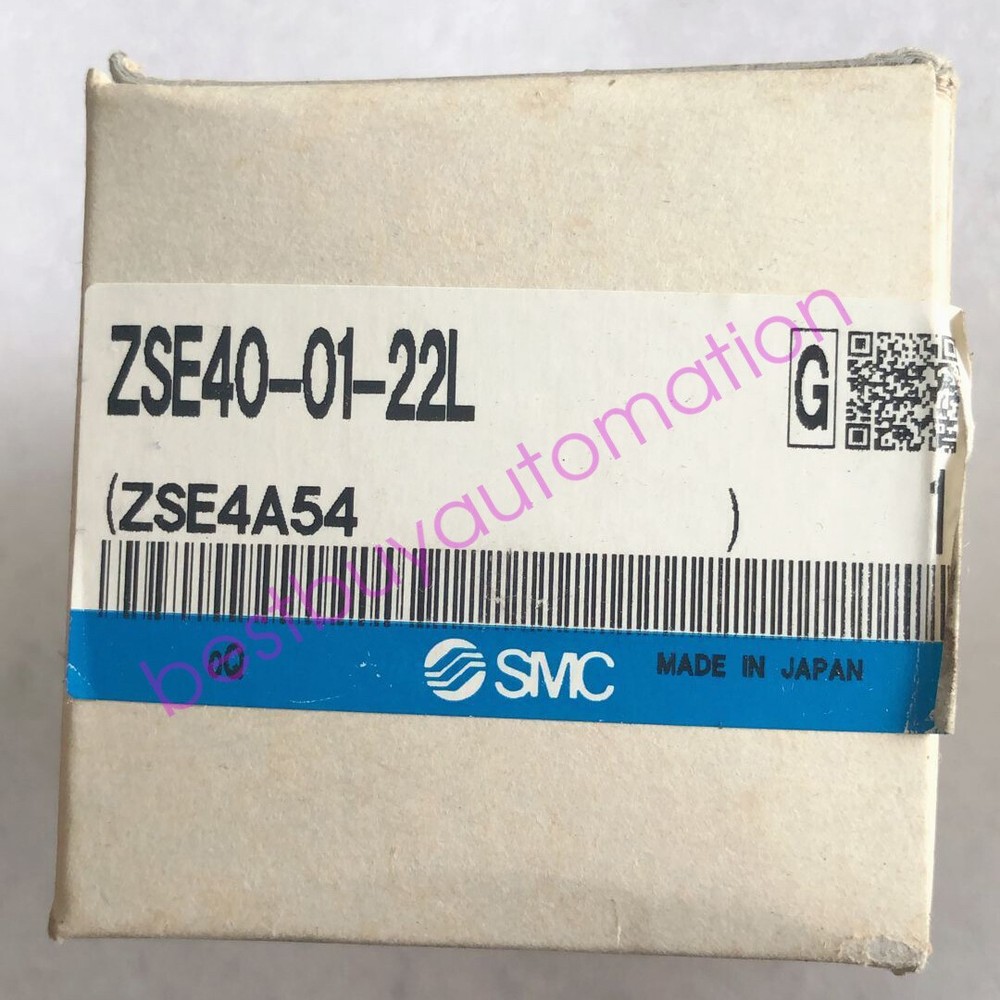 ZSE40-01-22L
G
(ZSE4A54 )
1
SMC
MADE IN JAPAN
bestbuyautomation